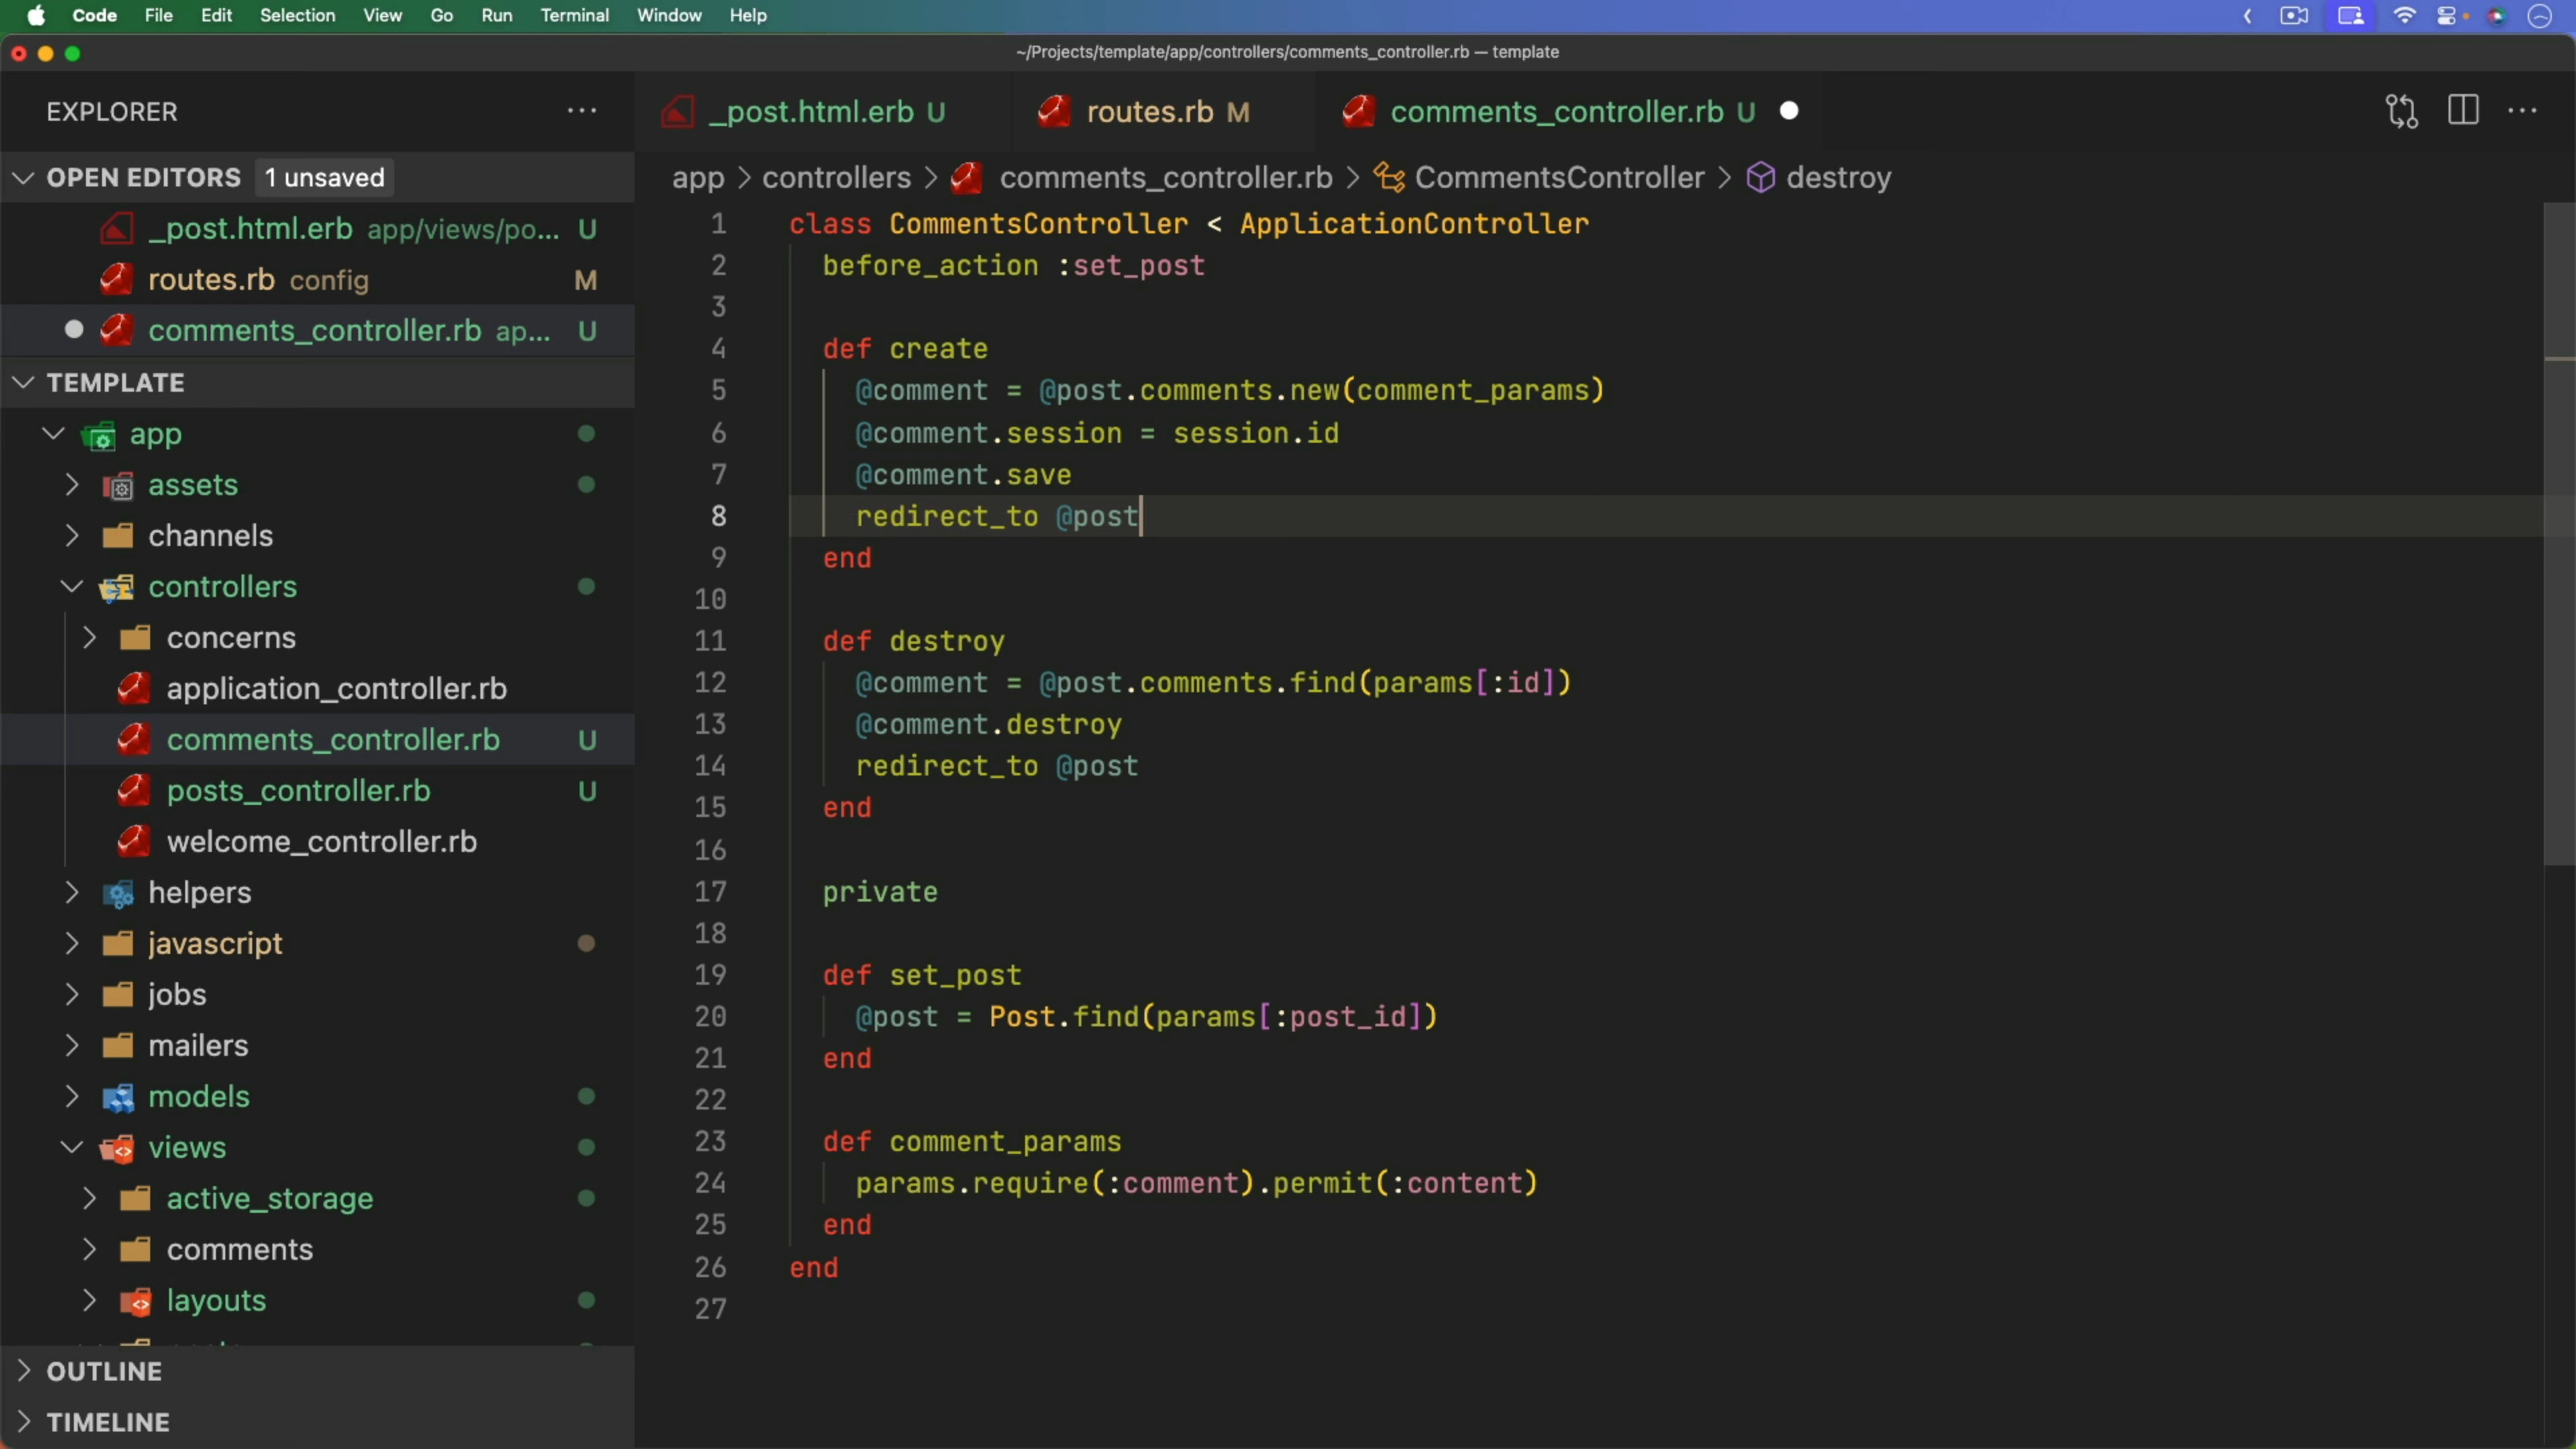 Code File Edit Selection View Go Run Terminal Window Help
~/Projects/template/app/controllers/comments_controller.rb — template
EXPLORER
OPEN EDITORS 1 unsaved
_post.html.erb app/views/po... U
routes.rb config M
comments_controller.rb ap... U
TEMPLATE
app
assets
channels
controllers
concerns
application_controller.rb
comments_controller.rb U
posts_controller.rb U
welcome_controller.rb
helpers
javascript
jobs
mailers
models
views
active_storage
comments
layouts
OUTLINE
TIMELINE
_post.html.erb U routes.rb M comments_controller.rb U
app > controllers > comments_controller.rb > CommentsController > destroy
1 class CommentsController < ApplicationController
2 before_action :set_post
3
4 def create
5 @comment = @post.comments.new(comment_params)
6 @comment.session = session.id
7 @comment.save
8 redirect_to @post
9 end
10
11 def destroy
12 @comment = @post.comments.find(params[:id])
13 @comment.destroy
14 redirect_to @post
15 end
16
17 private
18
19 def set_post
20 @post = Post.find(params[:post_id])
21 end
22
23 def comment_params
24 params.require(:comment).permit(:content)
25 end
26 end
27